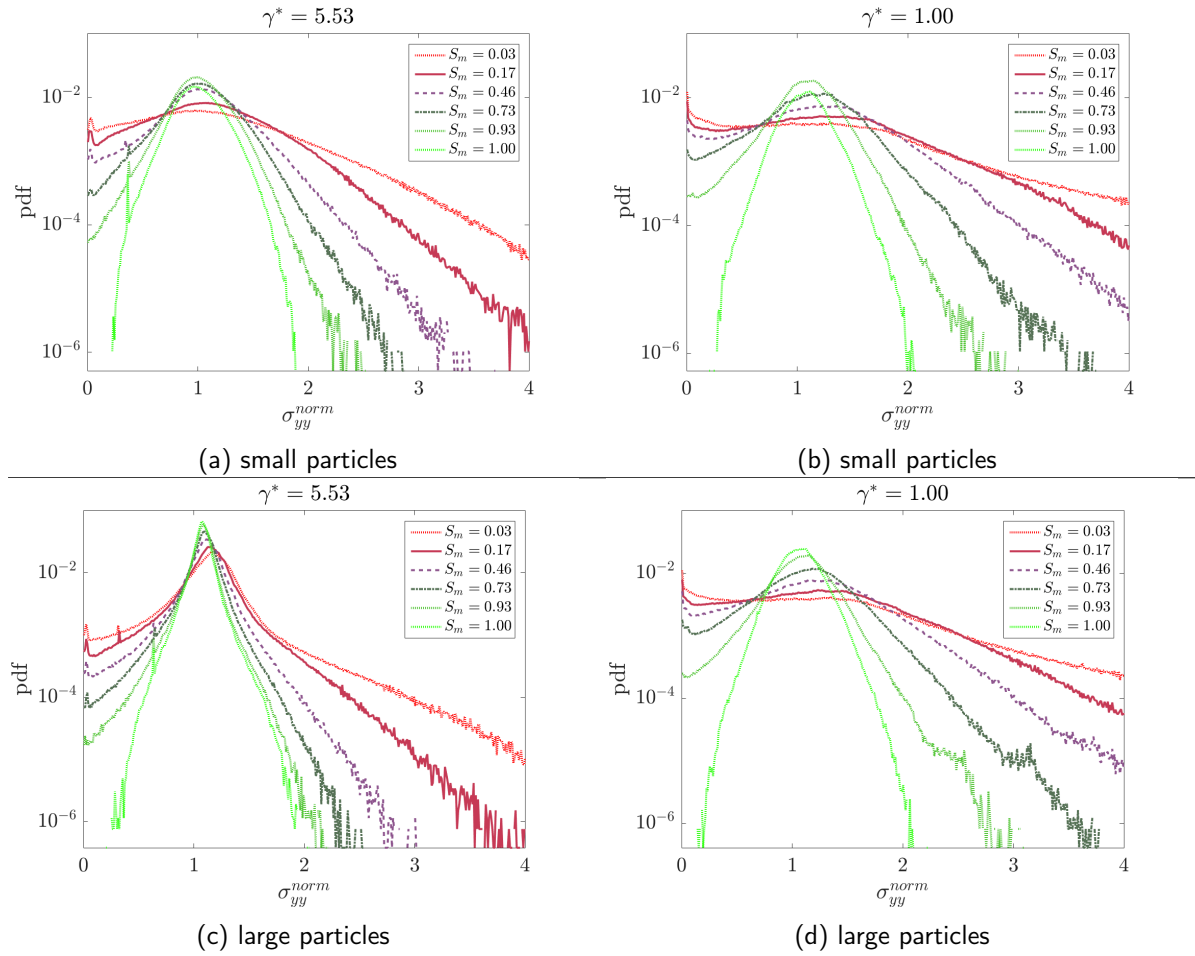 γ* = 5.53
10⁻²
10⁻⁴
10⁻⁶
pdf
S_m = 0.03
S_m = 0.17
S_m = 0.46
S_m = 0.73
S_m = 0.93
S_m = 1.00
0 1 2 3 4
σ_yy^norm
(a) small particles
γ* = 1.00
10⁻²
10⁻⁴
10⁻⁶
pdf
S_m = 0.03
S_m = 0.17
S_m = 0.46
S_m = 0.73
S_m = 0.93
S_m = 1.00
0 1 2 3 4
σ_yy^norm
(b) small particles
γ* = 5.53
10⁻²
10⁻⁴
10⁻⁶
pdf
S_m = 0.03
S_m = 0.17
S_m = 0.46
S_m = 0.73
S_m = 0.93
S_m = 1.00
0 1 2 3 4
σ_yy^norm
(c) large particles
γ* = 1.00
10⁻²
10⁻⁴
10⁻⁶
pdf
S_m = 0.03
S_m = 0.17
S_m = 0.46
S_m = 0.73
S_m = 0.93
S_m = 1.00
0 1 2 3 4
σ_yy^norm
(d) large particles